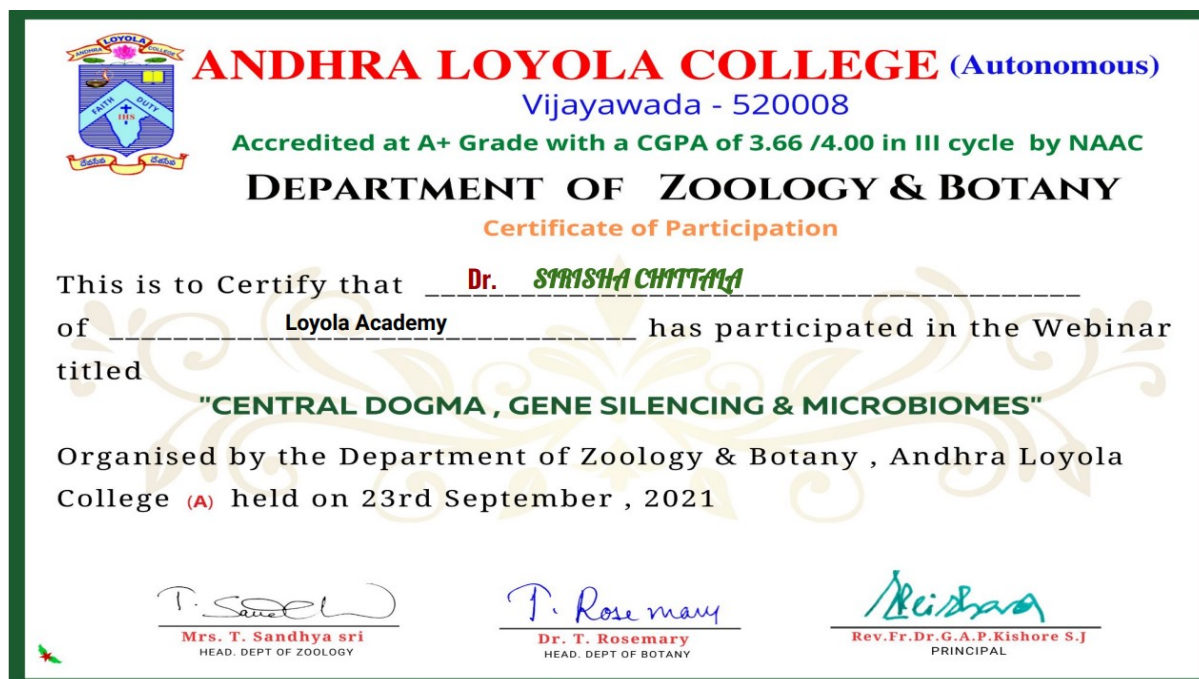 ANDHRA LOYOLA COLLEGE
FAITH DUTY
IHS
దేశసేవ దైవసేవ
ANDHRA LOYOLA COLLEGE (Autonomous)
Vijayawada - 520008
Accredited at A+ Grade with a CGPA of 3.66 /4.00 in III cycle by NAAC
DEPARTMENT OF ZOOLOGY & BOTANY
Certificate of Participation
This is to Certify that Dr. SIRISHA CHITTALA
of Loyola Academy has participated in the Webinar
titled
"CENTRAL DOGMA , GENE SILENCING & MICROBIOMES"
Organised by the Department of Zoology & Botany , Andhra Loyola
College (A) held on 23rd September , 2021
T. Rosemary
Mrs. T. Sandhya sri Dr. T. Rosemary Rev.Fr.Dr.G.A.P.Kishore S.J
HEAD. DEPT OF ZOOLOGY HEAD. DEPT OF BOTANY PRINCIPAL